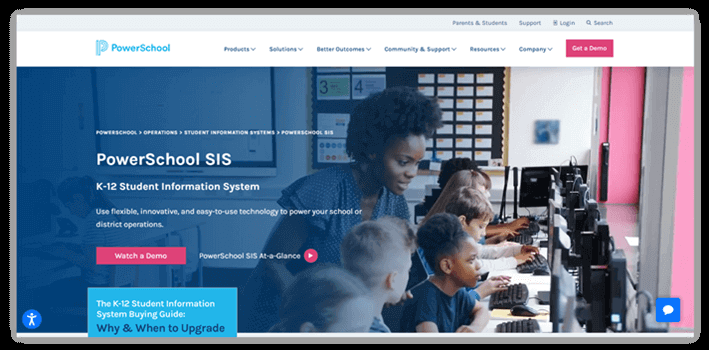 Parents & Students Support Login Search
PowerSchool Products Solutions Better Outcomes Community & Support Resources Company Get a Demo
3 4
POWERSCHOOL > OPERATIONS > STUDENT INFORMATION SYSTEMS > POWERSCHOOL SIS
PowerSchool SIS
K-12 Student Information System
Use flexible, innovative, and easy-to-use technology to power your school or
district operations.
Watch a Demo PowerSchool SIS At-a-Glance
The K-12 Student Information
System Buying Guide:
Why & When to Upgrade